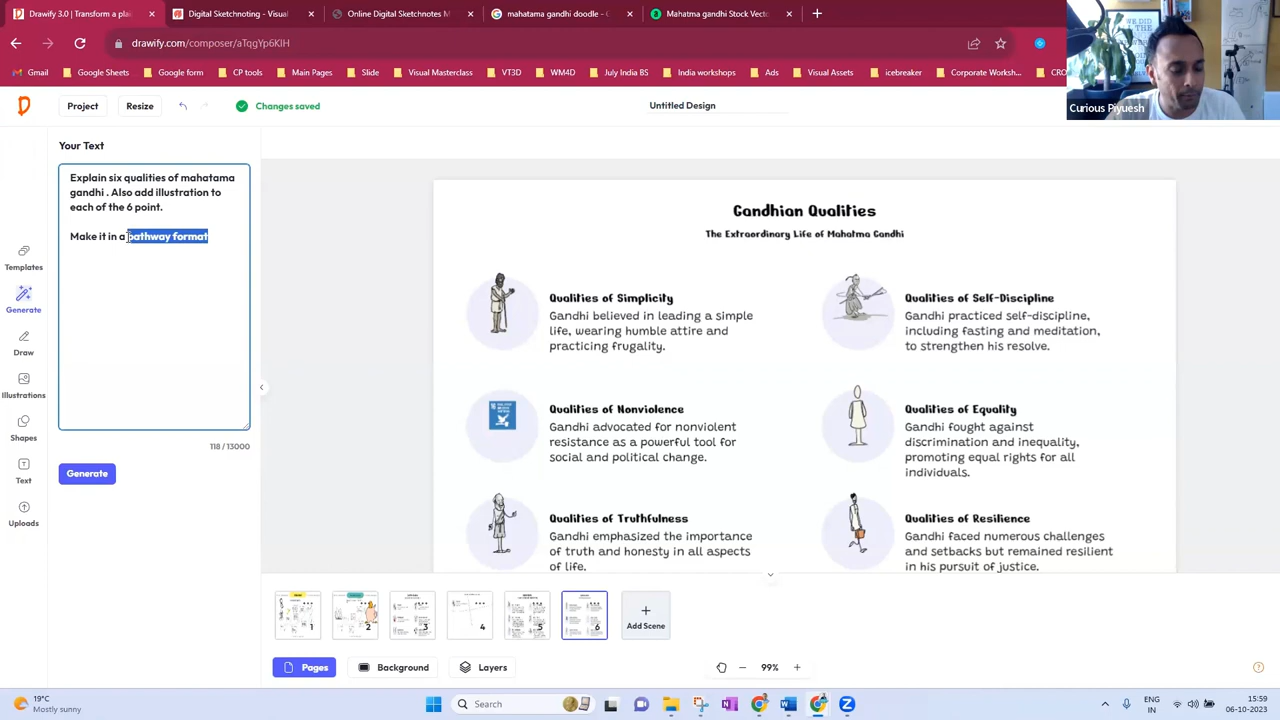 Drawify 3.0 | Transform a plai
Digital Sketchnoting - Visual
Online Digital Sketchnotes M
mahatama gandhi doodle - G
Mahatma gandhi Stock Vecto
drawify.com/composer/aTqgYp6KIH
Gmail
Google Sheets
Google form
CP tools
Main Pages
Slide
Visual Masterclass
VT3D
WM4D
July India BS
India workshops
Ads
Visual Assets
icebreaker
Corporate Worksh...
CRO
Curious Piyuesh
Project
Resize
Changes saved
Untitled Design
Your Text
Explain six qualities of mahatama
gandhi . Also add illustration to
each of the 6 point.
Make it in a pathway format
118 / 13000
Generate
Templates
Generate
Draw
Illustrations
Shapes
Text
Uploads
Gandhian Qualities
The Extraordinary Life of Mahatma Gandhi
Qualities of Simplicity
Gandhi believed in leading a simple
life, wearing humble attire and
practicing frugality.
Qualities of Self-Discipline
Gandhi practiced self-discipline,
including fasting and meditation,
to strengthen his resolve.
Qualities of Nonviolence
Gandhi advocated for nonviolent
resistance as a powerful tool for
social and political change.
Qualities of Equality
Gandhi fought against
discrimination and inequality,
promoting equal rights for all
individuals.
Qualities of Truthfulness
Gandhi emphasized the importance
of truth and honesty in all aspects
of life.
Qualities of Resilience
Gandhi faced numerous challenges
and setbacks but remained resilient
in his pursuit of justice.
1
2
3
4
5
6
Add Scene
Pages
Background
Layers
99%
19°C
Mostly sunny
Search
ENG
IN
15:59
06-10-2023